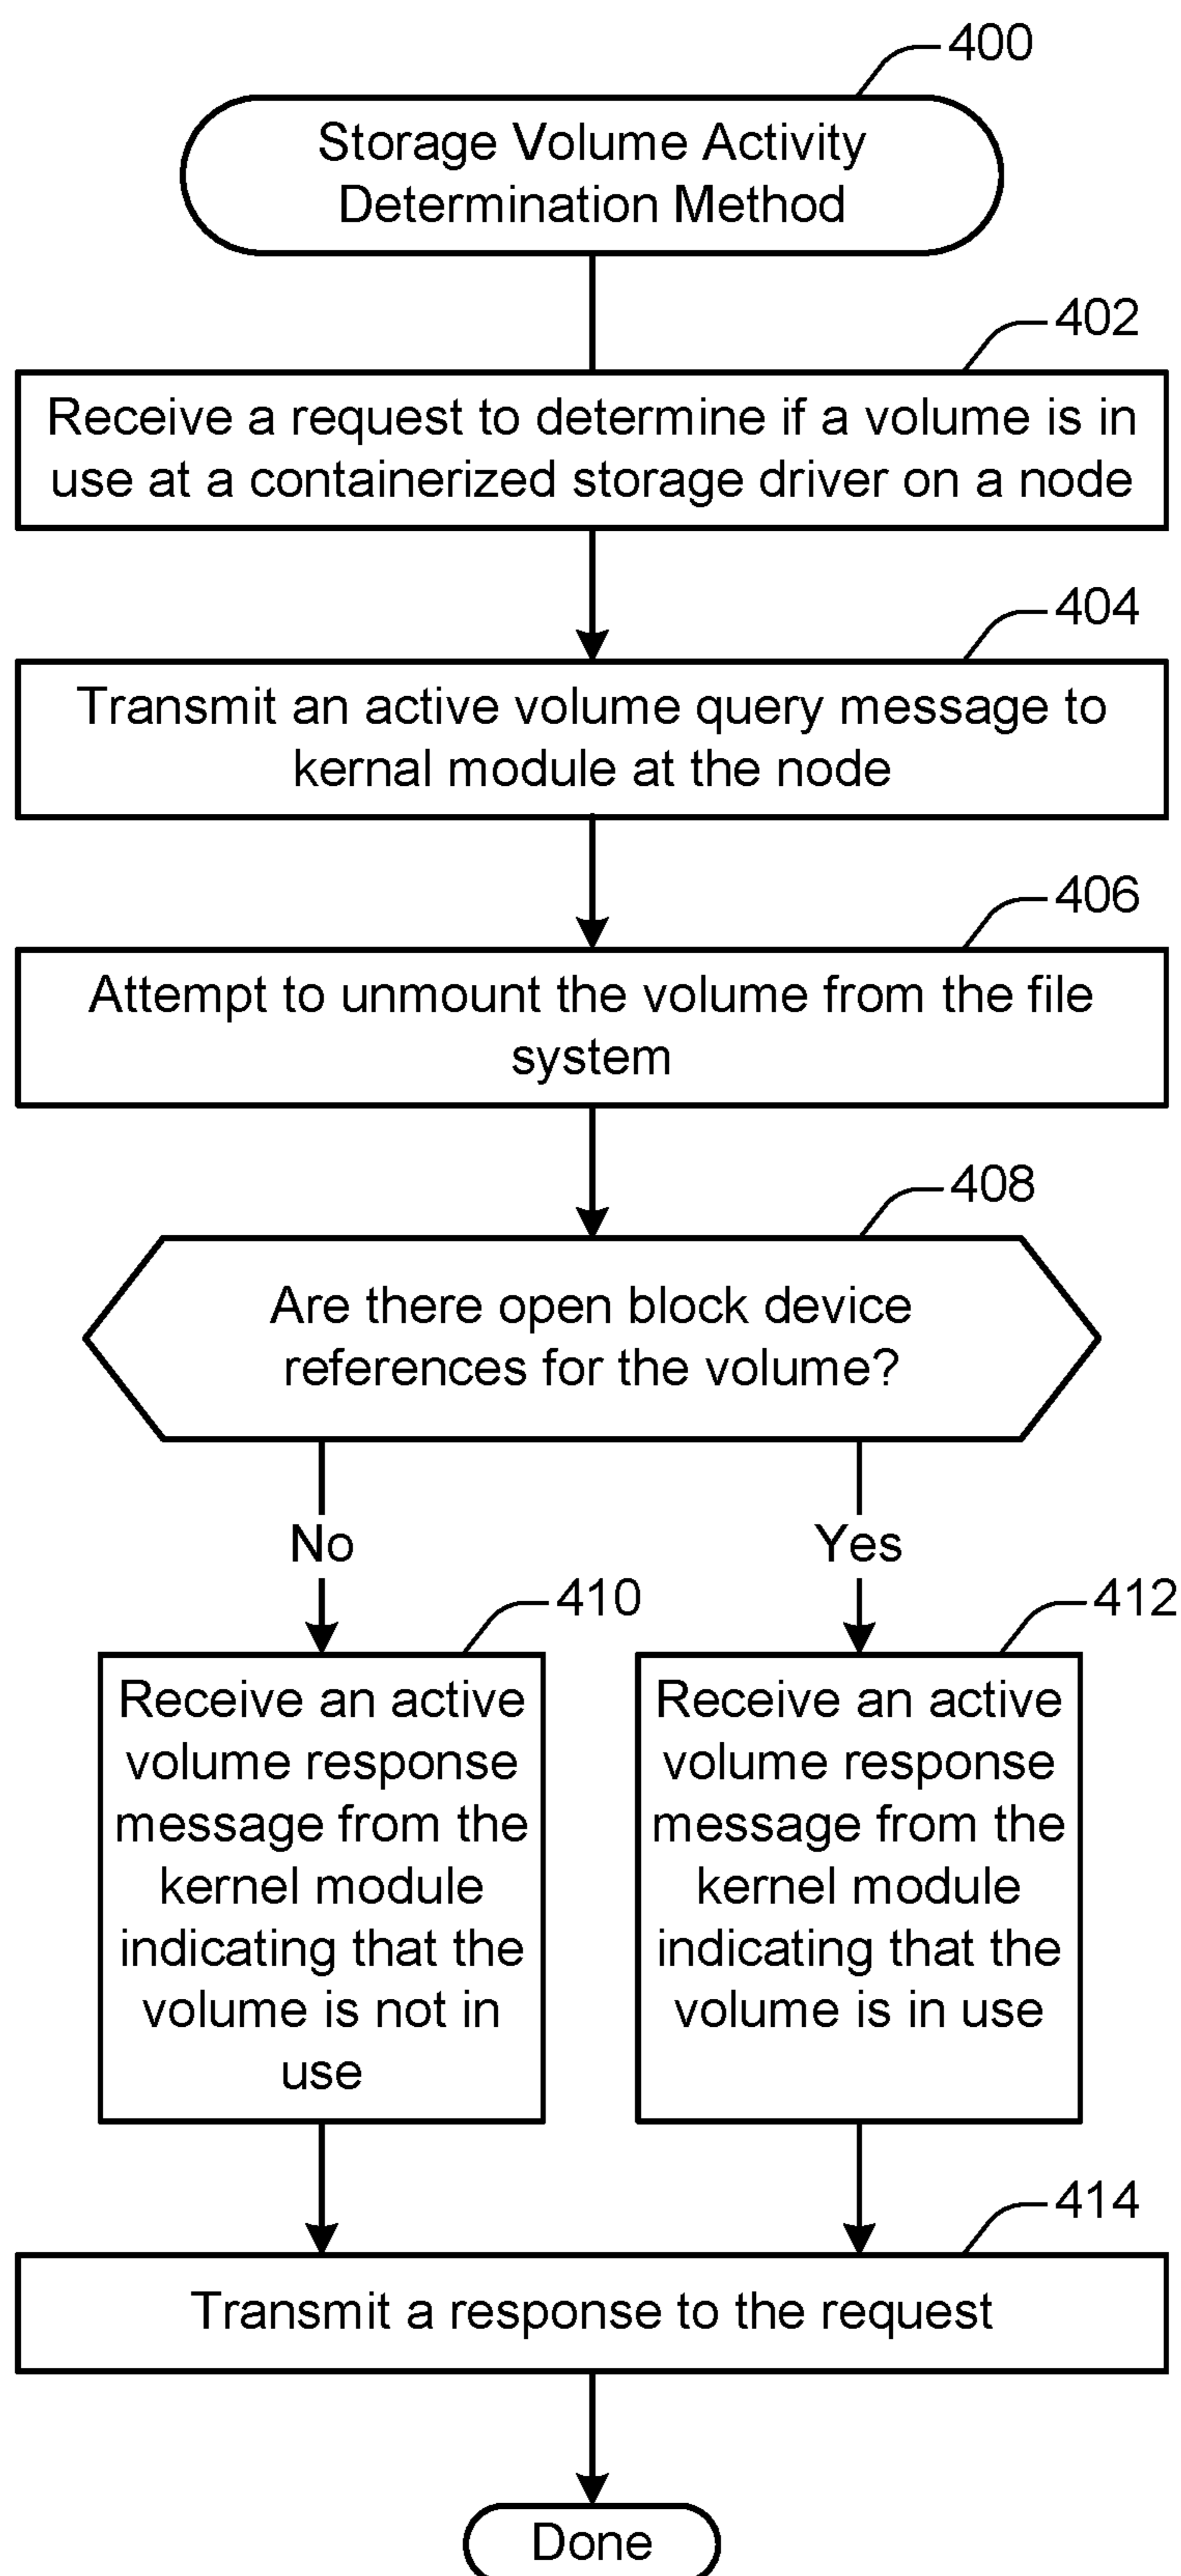 400
Storage Volume Activity
Determination Method
402
Receive a request to determine if a volume is in
use at a containerized storage driver on a node
404
Transmit an active volume query message to
kernal module at the node
406
Attempt to unmount the volume from the file
system
408
Are there open block device
references for the volume?
No
Yes
410
Receive an active
volume response
message from the
kernel module
indicating that the
volume is not in
use
412
Receive an active
volume response
message from the
kernel module
indicating that the
volume is in use
414
Transmit a response to the request
Done